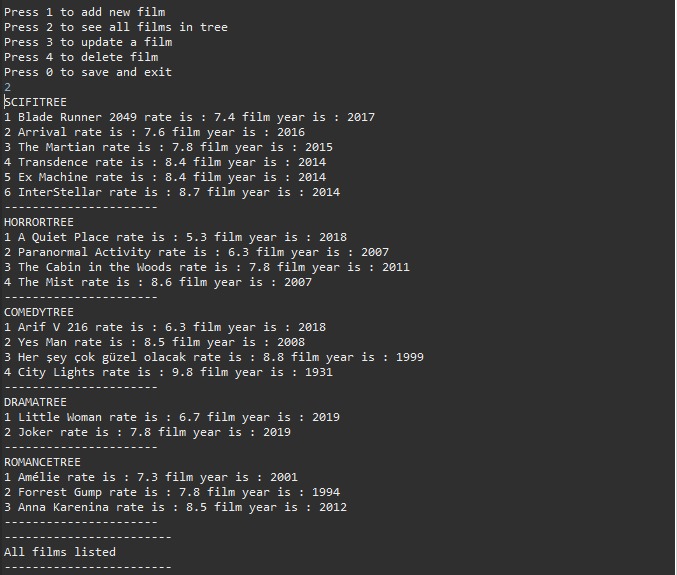 Press 1 to add new film
Press 2 to see all films in tree
Press 3 to update a film
Press 4 to delete film
Press 0 to save and exit
2
SCIFITREE
1 Blade Runner 2049 rate is : 7.4 film year is : 2017
2 Arrival rate is : 7.6 film year is : 2016
3 The Martian rate is : 7.8 film year is : 2015
4 Transdence rate is : 8.4 film year is : 2014
5 Ex Machine rate is : 8.4 film year is : 2014
6 InterStellar rate is : 8.7 film year is : 2014
----------------------
HORRORTREE
1 A Quiet Place rate is : 5.3 film year is : 2018
2 Paranormal Activity rate is : 6.3 film year is : 2007
3 The Cabin in the Woods rate is : 7.8 film year is : 2011
4 The Mist rate is : 8.6 film year is : 2007
----------------------
COMEDYTREE
1 Arif V 216 rate is : 6.3 film year is : 2018
2 Yes Man rate is : 8.5 film year is : 2008
3 Her şey çok güzel olacak rate is : 8.8 film year is : 1999
4 City Lights rate is : 9.8 film year is : 1931
----------------------
DRAMATREE
1 Little Woman rate is : 6.7 film year is : 2019
2 Joker rate is : 7.8 film year is : 2019
----------------------
ROMANCETREE
1 Amélie rate is : 7.3 film year is : 2001
2 Forrest Gump rate is : 7.8 film year is : 1994
3 Anna Karenina rate is : 8.5 film year is : 2012
----------------------
------------------------
All films listed
------------------------